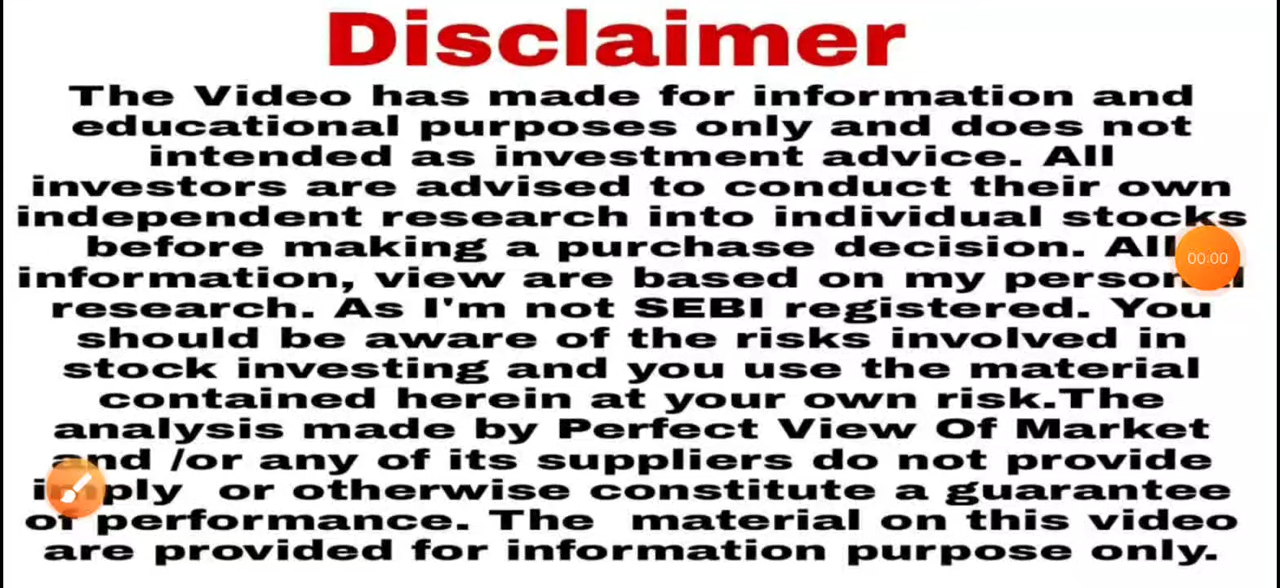 Disclaimer
The Video has made for information and
educational purposes only and does not
intended as investment advice. All
investors are advised to conduct their own
independent research into individual stocks
before making a purchase decision. All
00:00
information, view are based on my personal
research. As I'm not SEBI registered. You
should be aware of the risks involved in
stock investing and you use the material
contained herein at your own risk.The
analysis made by Perfect View Of Market
and /or any of its suppliers do not provide
imply or otherwise constitute a guarantee
of performance. The material on this video
are provided for information purpose only.